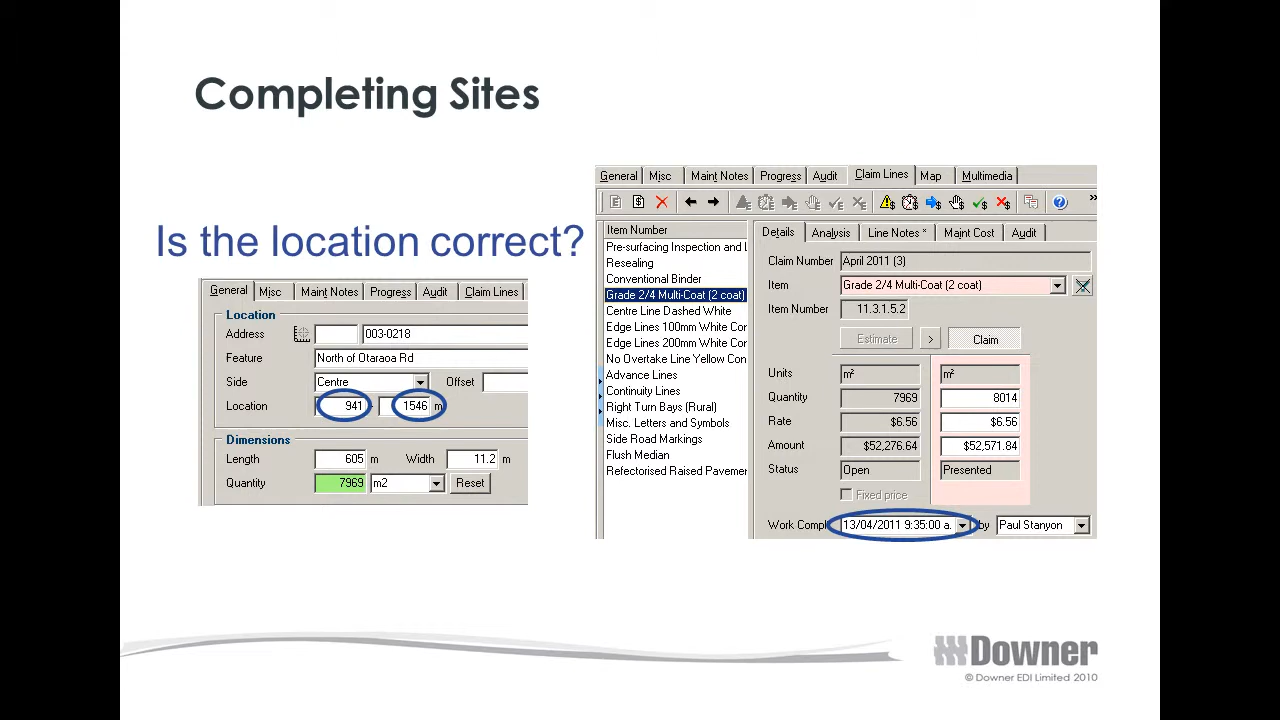 Completing Sites
Is the location correct?
General Misc Maint Notes Progress Audit Claim Lines
Location
Address 003-0218
Feature North of Otaraoa Rd
Side Centre Offset
Location 941 - 1546 m
Dimensions
Length 605 m Width 11.2 m
Quantity 7969 m2 Reset
General Misc Maint Notes Progress Audit Claim Lines Map Multimedia
Item Number
Pre-surfacing Inspection and L
Resealing
Conventional Binder
Grade 2/4 Multi-Coat (2 coat)
Centre Line Dashed White
Edge Lines 100mm White Cor
Edge Lines 200mm White Cor
No Overtake Line Yellow Con
Advance Lines
Continuity Lines
Right Turn Bays (Rural)
Misc. Letters and Symbols
Side Road Markings
Flush Median
Refectorised Raised Pavemer
Details Analysis Line Notes * Maint Cost Audit
Claim Number April 2011 (3)
Item Grade 2/4 Multi-Coat (2 coat)
Item Number 11.3.1.5.2
Estimate > Claim
Units m² m²
Quantity 7969 8014
Rate $6.56 $6.56
Amount $52,276.64 $52,571.84
Status Open Presented
Fixed price
Work Compl 13/04/2011 9:35:00 a. by Paul Stanyon
Downer
© Downer EDI Limited 2010